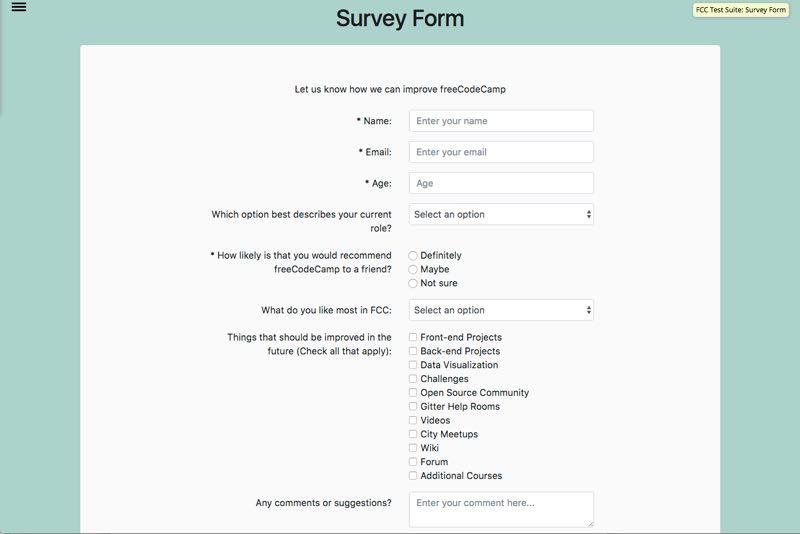 Survey Form
FCC Test Suite: Survey Form
Let us know how we can improve freeCodeCamp
* Name:
Enter your name
* Email:
Enter your email
* Age:
Age
Which option best describes your current
role?
Select an option
* How likely is that you would recommend
freeCodeCamp to a friend?
Definitely
Maybe
Not sure
What do you like most in FCC:
Select an option
Things that should be improved in the
future (Check all that apply):
Front-end Projects
Back-end Projects
Data Visualization
Challenges
Open Source Community
Gitter Help Rooms
Videos
City Meetups
Wiki
Forum
Additional Courses
Any comments or suggestions?
Enter your comment here...